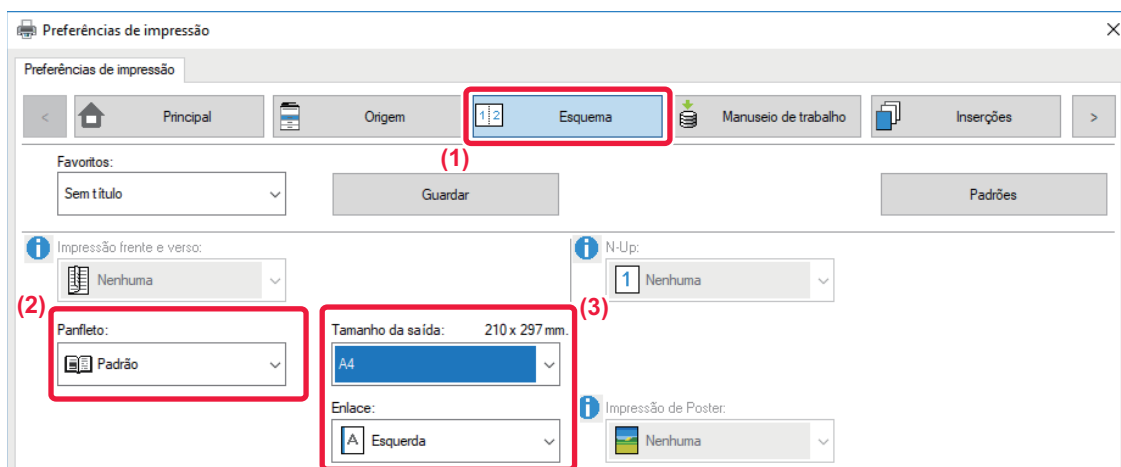 Preferências de impressão
Preferências de impressão
< Principal Origem 1 2 Esquema Manuseio de trabalho Inserções >
(1)
Favoritos:
Sem título Guardar Padrões
Impressão frente e verso: N-Up:
Nenhuma 1 Nenhuma
(2) (3)
Panfleto: Tamanho da saída: 210 x 297 mm.
Padrão A4
Enlace: Impressão de Poster:
A Esquerda Nenhuma